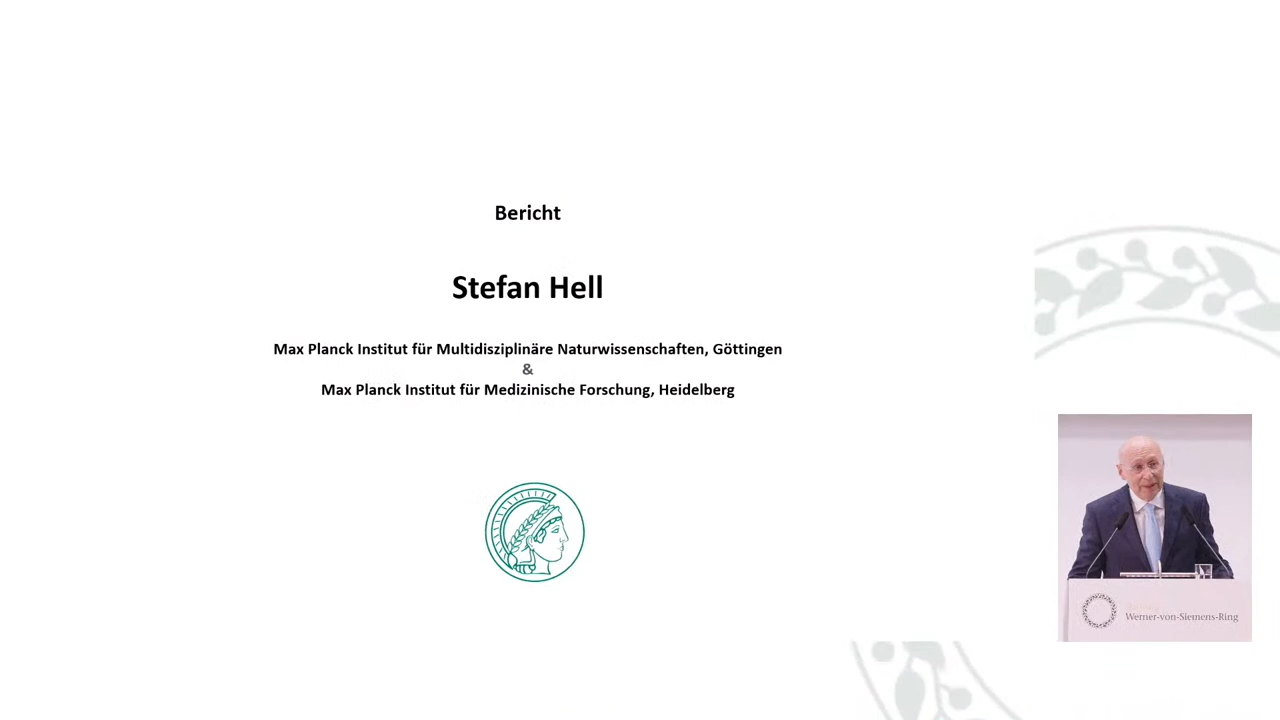 Bericht
Stefan Hell
Max Planck Institut für Multidisziplinäre Naturwissenschaften, Göttingen
&
Max Planck Institut für Medizinische Forschung, Heidelberg
Werner-von-Siemens-Ring